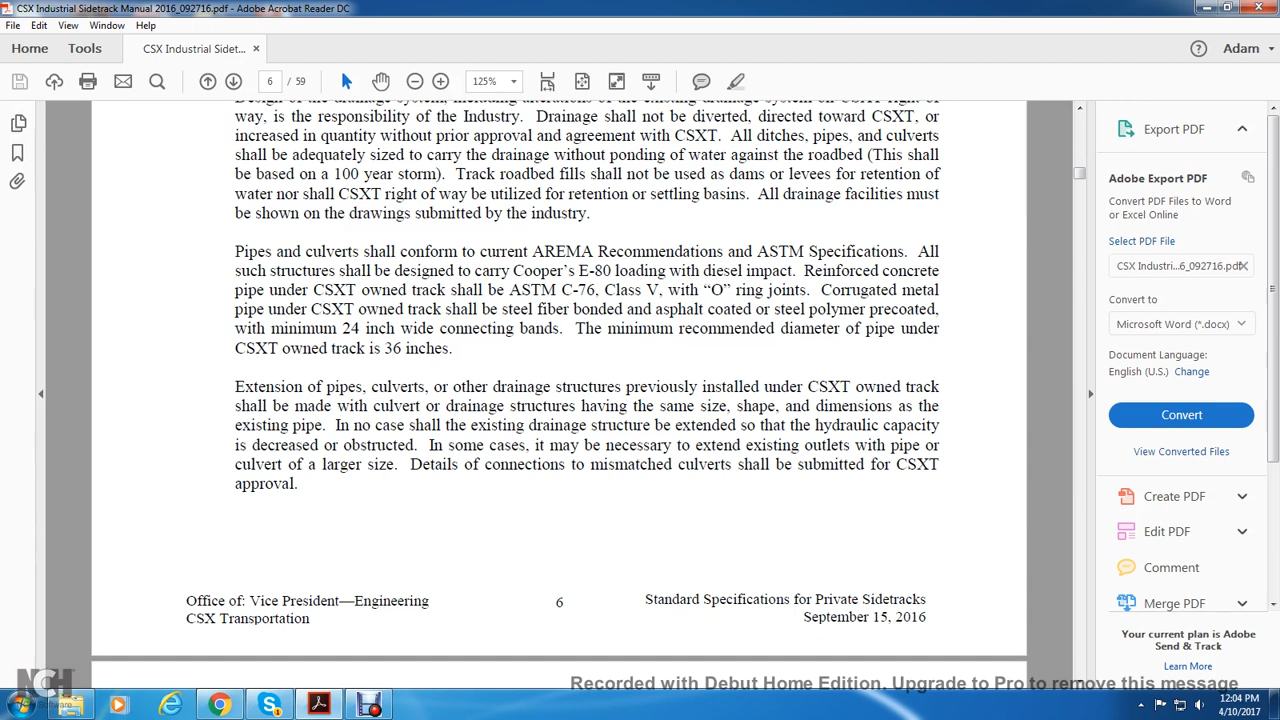 CSX Industrial Sidetrack Manual 2016_092716.pdf - Adobe Acrobat Reader DC
File Edit View Window Help
Home Tools CSX Industrial Sidet... × Adam
6 / 59 125%
Design of the drainage system, including alterations of the existing drainage system on CSXT right of
way, is the responsibility of the Industry. Drainage shall not be diverted, directed toward CSXT, or
increased in quantity without prior approval and agreement with CSXT. All ditches, pipes, and culverts
shall be adequately sized to carry the drainage without ponding of water against the roadbed (This shall
be based on a 100 year storm). Track roadbed fills shall not be used as dams or levees for retention of
water nor shall CSXT right of way be utilized for retention or settling basins. All drainage facilities must
be shown on the drawings submitted by the industry.
Pipes and culverts shall conform to current AREMA Recommendations and ASTM Specifications. All
such structures shall be designed to carry Cooper's E-80 loading with diesel impact. Reinforced concrete
pipe under CSXT owned track shall be ASTM C-76, Class V, with “O” ring joints. Corrugated metal
pipe under CSXT owned track shall be steel fiber bonded and asphalt coated or steel polymer precoated,
with minimum 24 inch wide connecting bands. The minimum recommended diameter of pipe under
CSXT owned track is 36 inches.
Extension of pipes, culverts, or other drainage structures previously installed under CSXT owned track
shall be made with culvert or drainage structures having the same size, shape, and dimensions as the
existing pipe. In no case shall the existing drainage structure be extended so that the hydraulic capacity
is decreased or obstructed. In some cases, it may be necessary to extend existing outlets with pipe or
culvert of a larger size. Details of connections to mismatched culverts shall be submitted for CSXT
approval.
Office of: Vice President—Engineering 6 Standard Specifications for Private Sidetracks
CSX Transportation September 15, 2016
Export PDF
Adobe Export PDF
Convert PDF Files to Word
or Excel Online
Select PDF File
CSX Industri...6_092716.pdf
Convert to
Microsoft Word (*.docx)
Document Language:
English (U.S.) Change
Convert
View Converted Files
Create PDF
Edit PDF
Comment
Merge PDF
Your current plan is Adobe
Send & Track
Learn More
NCH
Software
Recorded with Debut Home Edition. Upgrade to Pro to remove this message
12:04 PM
4/10/2017